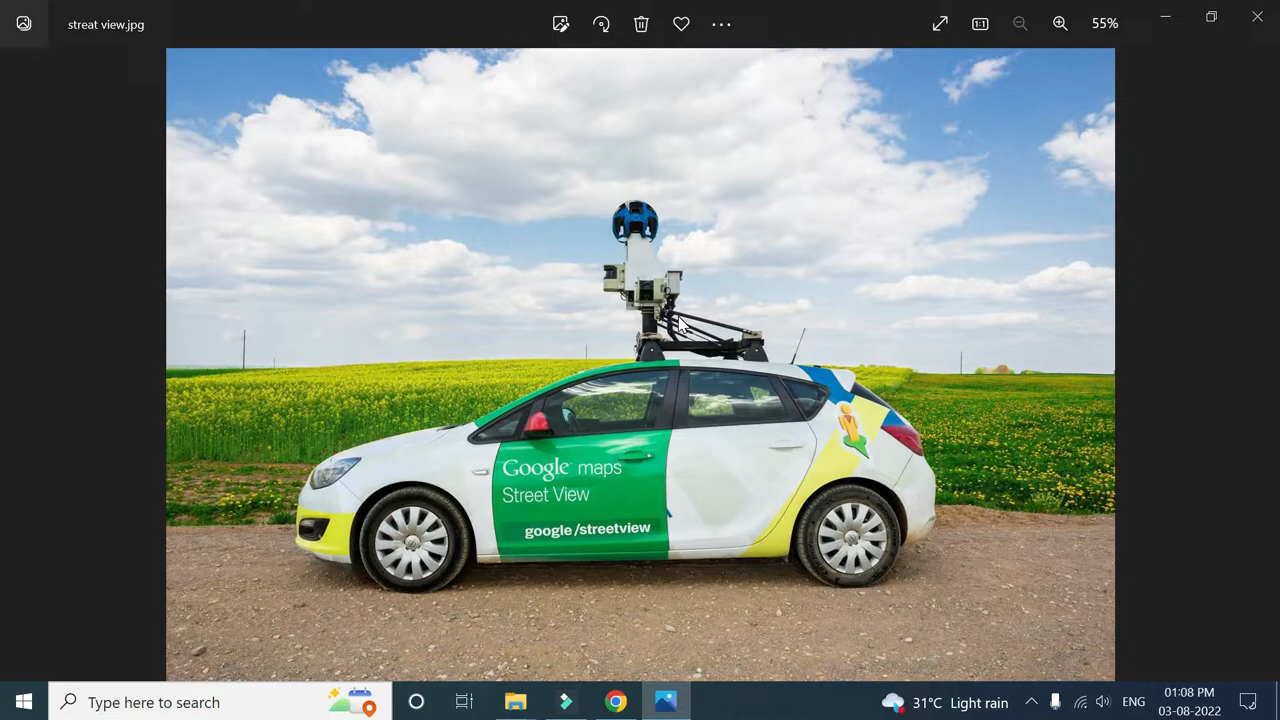 streat view.jpg
55%
Google maps
Street View
google/streetview
Type here to search
31°C Light rain
ENG
01:08 PM
03-08-2022